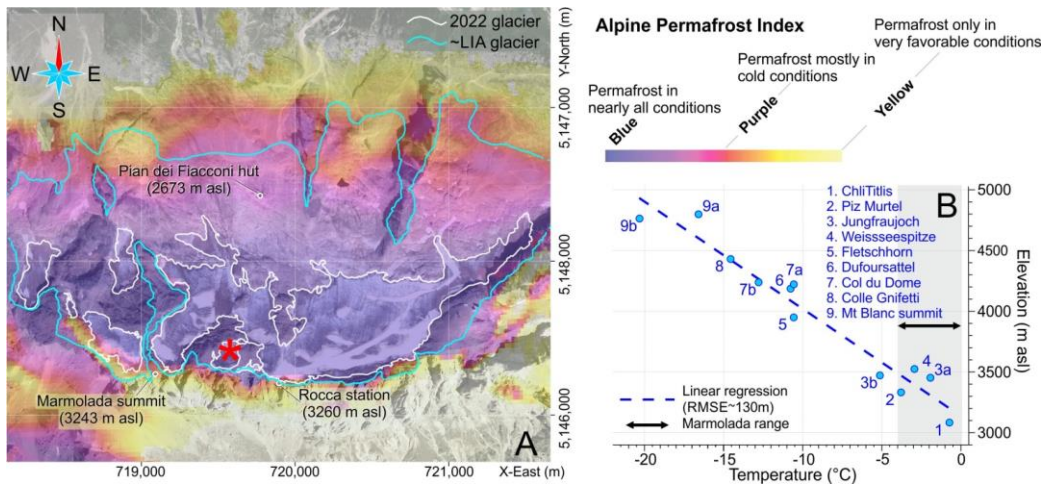 2022 glacier
~LIA glacier
N
W
E
S
Y-North (m)
5,147,000
5,148,000
5,146,000
Pian dei Fiacconi hut
(2673 m asl)
Marmolada summit
(3243 m asl)
Rocca station
(3260 m asl)
A
719,000
720,000
721,000
X-East (m)
Alpine Permafrost Index
Permafrost only in
very favorable conditions
Permafrost mostly in
cold conditions
Permafrost in
nearly all conditions
Blue
Purple
Yellow
B
1. ChliTitlis
2. Piz Murtel
3. Jungfraujoch
4. Weissseespitze
5. Fletschhorn
6. Dufoursattel
7. Col du Dome
8. Colle Gnifetti
9. Mt Blanc summit
9a
9b
8
7a
6
7b
5
4
3a
3b
2
1
Linear regression
(RMSE~130m)
Marmolada range
5000
4500
4000
3500
3000
Elevation (m asl)
-20
-15
-10
-5
0
Temperature (°C)